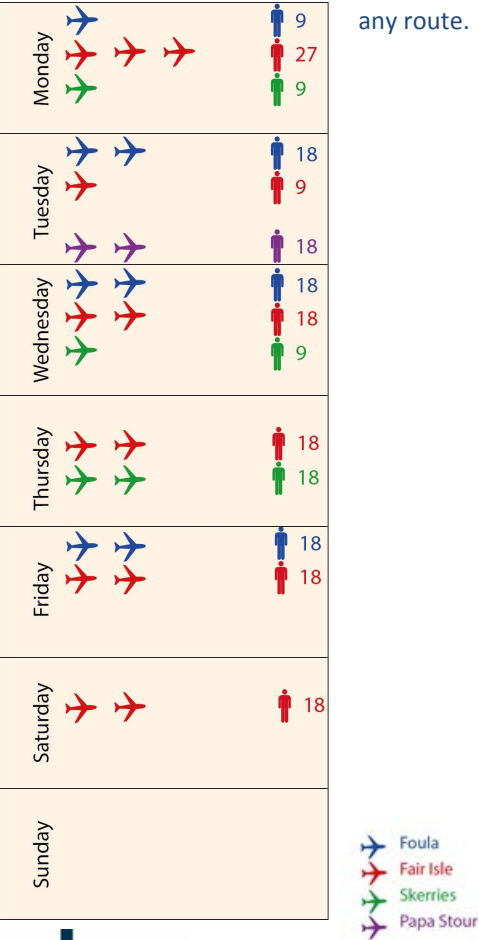 any route.
Monday
9
27
9
Tuesday
18
9
18
Wednesday
18
18
9
Thursday
18
18
Friday
18
18
Saturday
18
Sunday
Foula
Fair Isle
Skerries
Papa Stour